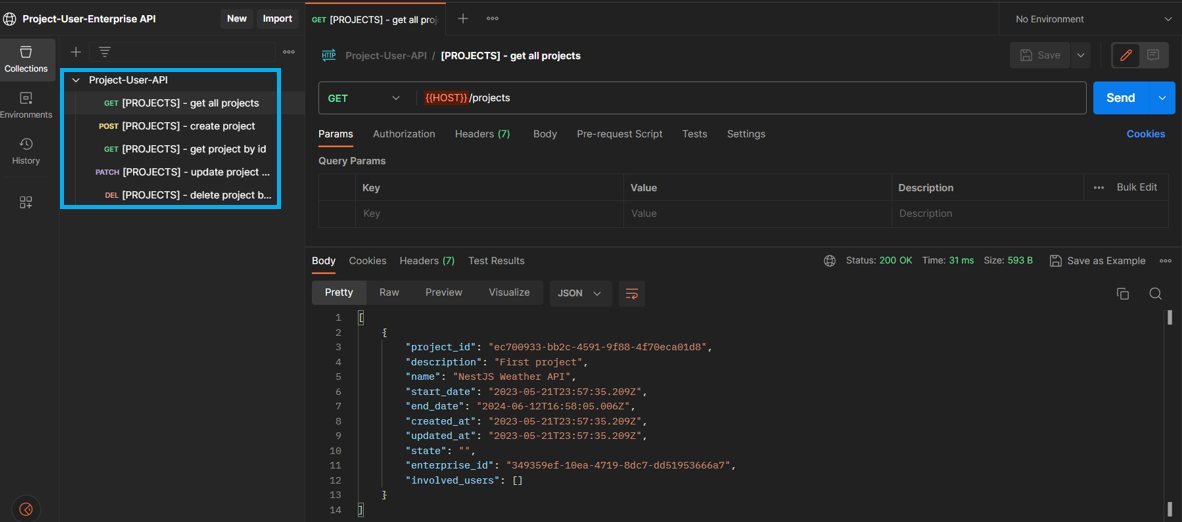 Project-User-Enterprise API
New
Import
GET [PROJECTS] - get all proj
No Environment
Collections
Environments
History
Project-User-API
GET [PROJECTS] - get all projects
POST [PROJECTS] - create project
GET [PROJECTS] - get project by id
PATCH [PROJECTS] - update project ...
DEL [PROJECTS] - delete project b...
HTTP Project-User-API / [PROJECTS] - get all projects
Save
GET {{HOST}}/projects
Send
Params Authorization Headers (7) Body Pre-request Script Tests Settings
Cookies
Query Params
Key Value Description ••• Bulk Edit
Key Value Description
Body Cookies Headers (7) Test Results
Status: 200 OK Time: 31 ms Size: 593 B Save as Example
Pretty Raw Preview Visualize JSON
1 [
2 {
3 "project_id": "ec700933-bb2c-4591-9f88-4f70eca01d8",
4 "description": "First project",
5 "name": "NestJS Weather API",
6 "start_date": "2023-05-21T23:57:35.209Z",
7 "end_date": "2024-06-12T16:58:05.006Z",
8 "created_at": "2023-05-21T23:57:35.209Z",
9 "updated_at": "2023-05-21T23:57:35.209Z",
10 "state": "",
11 "enterprise_id": "349359ef-10ea-4719-8dc7-dd51953666a7",
12 "involved_users": []
13 }
14 ]